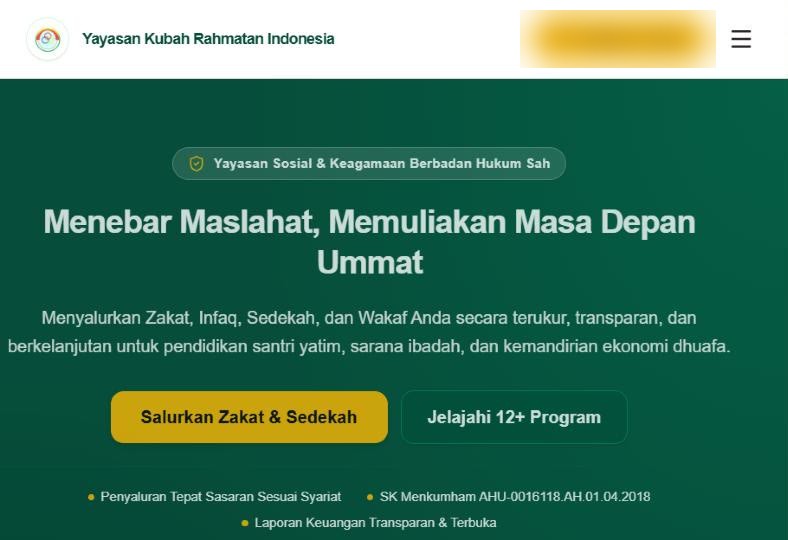 Yayasan Kubah Rahmatan Indonesia
Yayasan Sosial & Keagamaan Berbadan Hukum Sah
Menebar Maslahat, Memuliakan Masa Depan
Ummat
Menyalurkan Zakat, Infaq, Sedekah, dan Wakaf Anda secara terukur, transparan, dan
berkelanjutan untuk pendidikan santri yatim, sarana ibadah, dan kemandirian ekonomi dhuafa.
Salurkan Zakat & Sedekah
Jelajahi 12+ Program
Penyaluran Tepat Sasaran Sesuai Syariat
SK Menkumham AHU-0016118.AH.01.04.2018
Laporan Keuangan Transparan & Terbuka